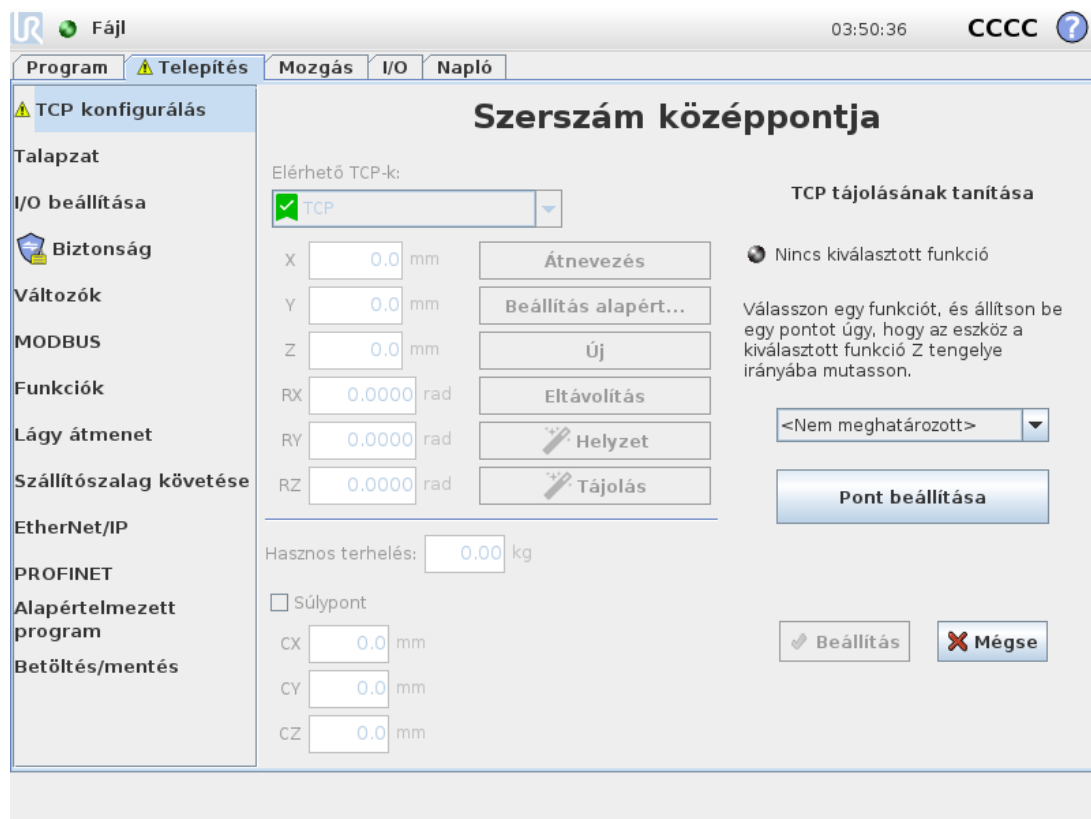 UR Fájl 03:50:36 CCCC ?
Program Telepítés Mozgás I/O Napló
TCP konfigurálás
Talapzat
I/O beállítása
Biztonság
Változók
MODBUS
Funkciók
Lágy átmenet
Szállítószalag követése
EtherNet/IP
PROFINET
Alapértelmezett
program
Betöltés/mentés
Szerszám középpontja
Elérhető TCP-k:
TCP
X 0.0 mm Átnevezés
Y 0.0 mm Beállítás alapért...
Z 0.0 mm Új
RX 0.0000 rad Eltávolítás
RY 0.0000 rad Helyzet
RZ 0.0000 rad Tájolás
Hasznos terhelés: 0.00 kg
Súlypont
CX 0.0 mm
CY 0.0 mm
CZ 0.0 mm
TCP tájolásának tanítása
Nincs kiválasztott funkció
Válasszon egy funkciót, és állítson be
egy pontot úgy, hogy az eszköz a
kiválasztott funkció Z tengelye
irányába mutasson.
<Nem meghatározott>
Pont beállítása
Beállítás Mégse